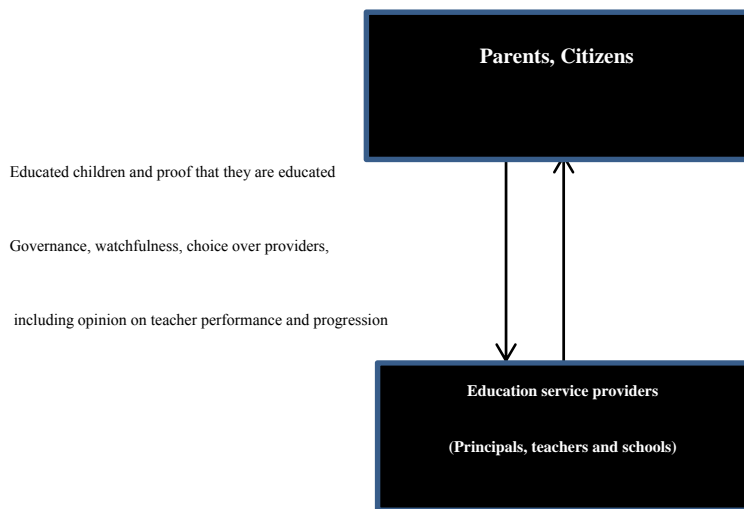 Parents, Citizens
Educated children and proof that they are educated
Governance, watchfulness, choice over providers,
including opinion on teacher performance and progression
Education service providers
(Principals, teachers and schools)